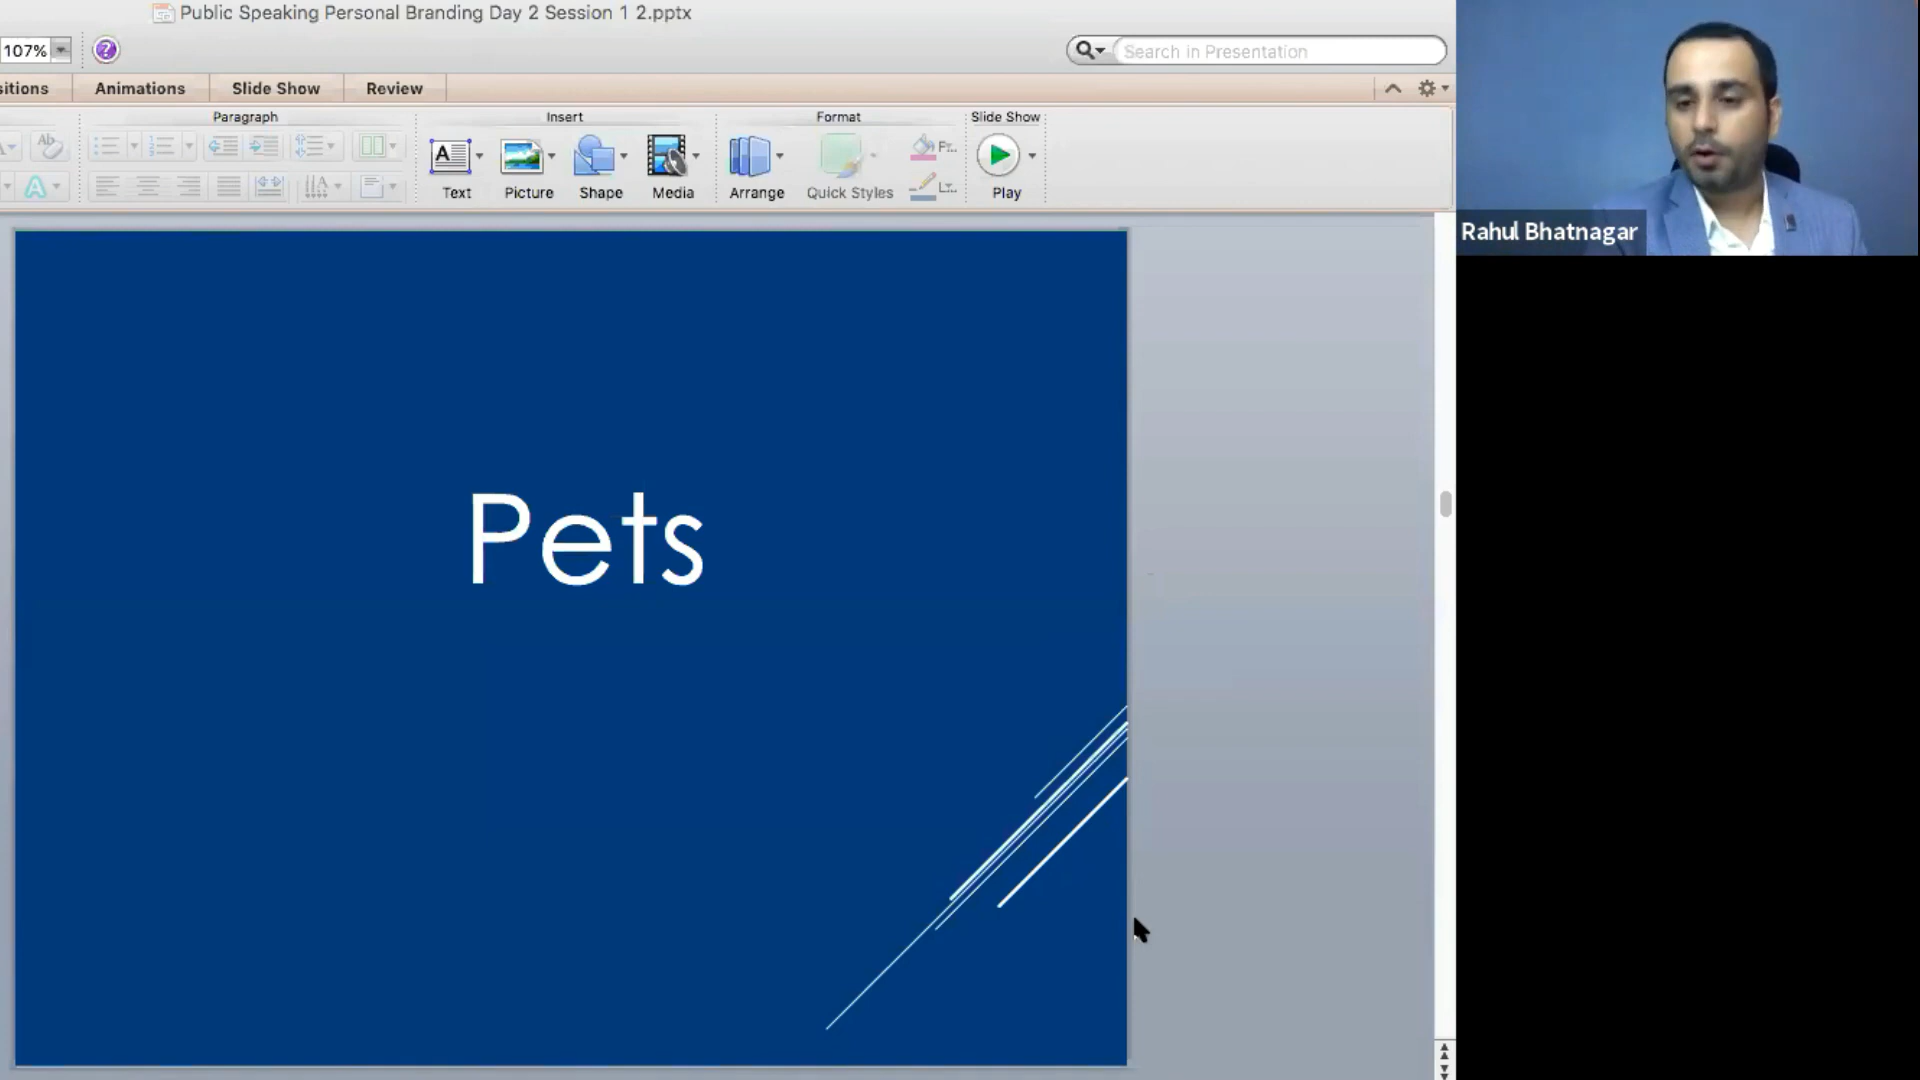 Public Speaking Personal Branding Day 2 Session 1 2.pptx
107%
Search in Presentation
sitions Animations Slide Show Review
Paragraph Insert Format Slide Show
Text Picture Shape Media Arrange Quick Styles Play
Pets
Rahul Bhatnagar